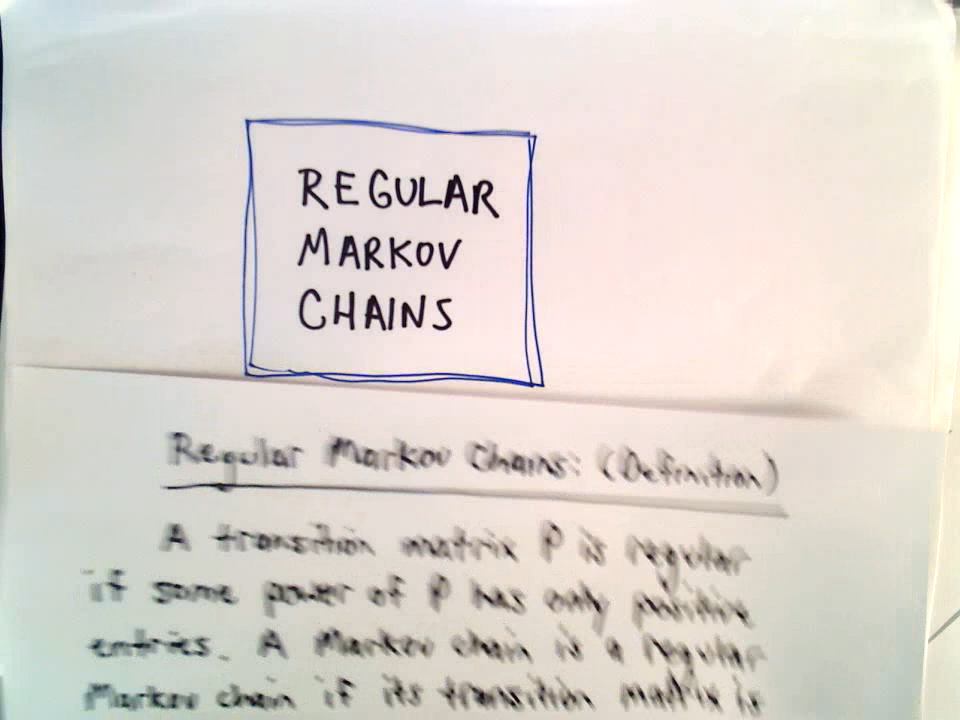 REGULAR
MARKOV
CHAINS
Regular Markov Chains: (Definition)
A transition matrix P is regular
if some power of P has only positive
entries. A Markov chain is a regular
Markov chain if its transition matrix is